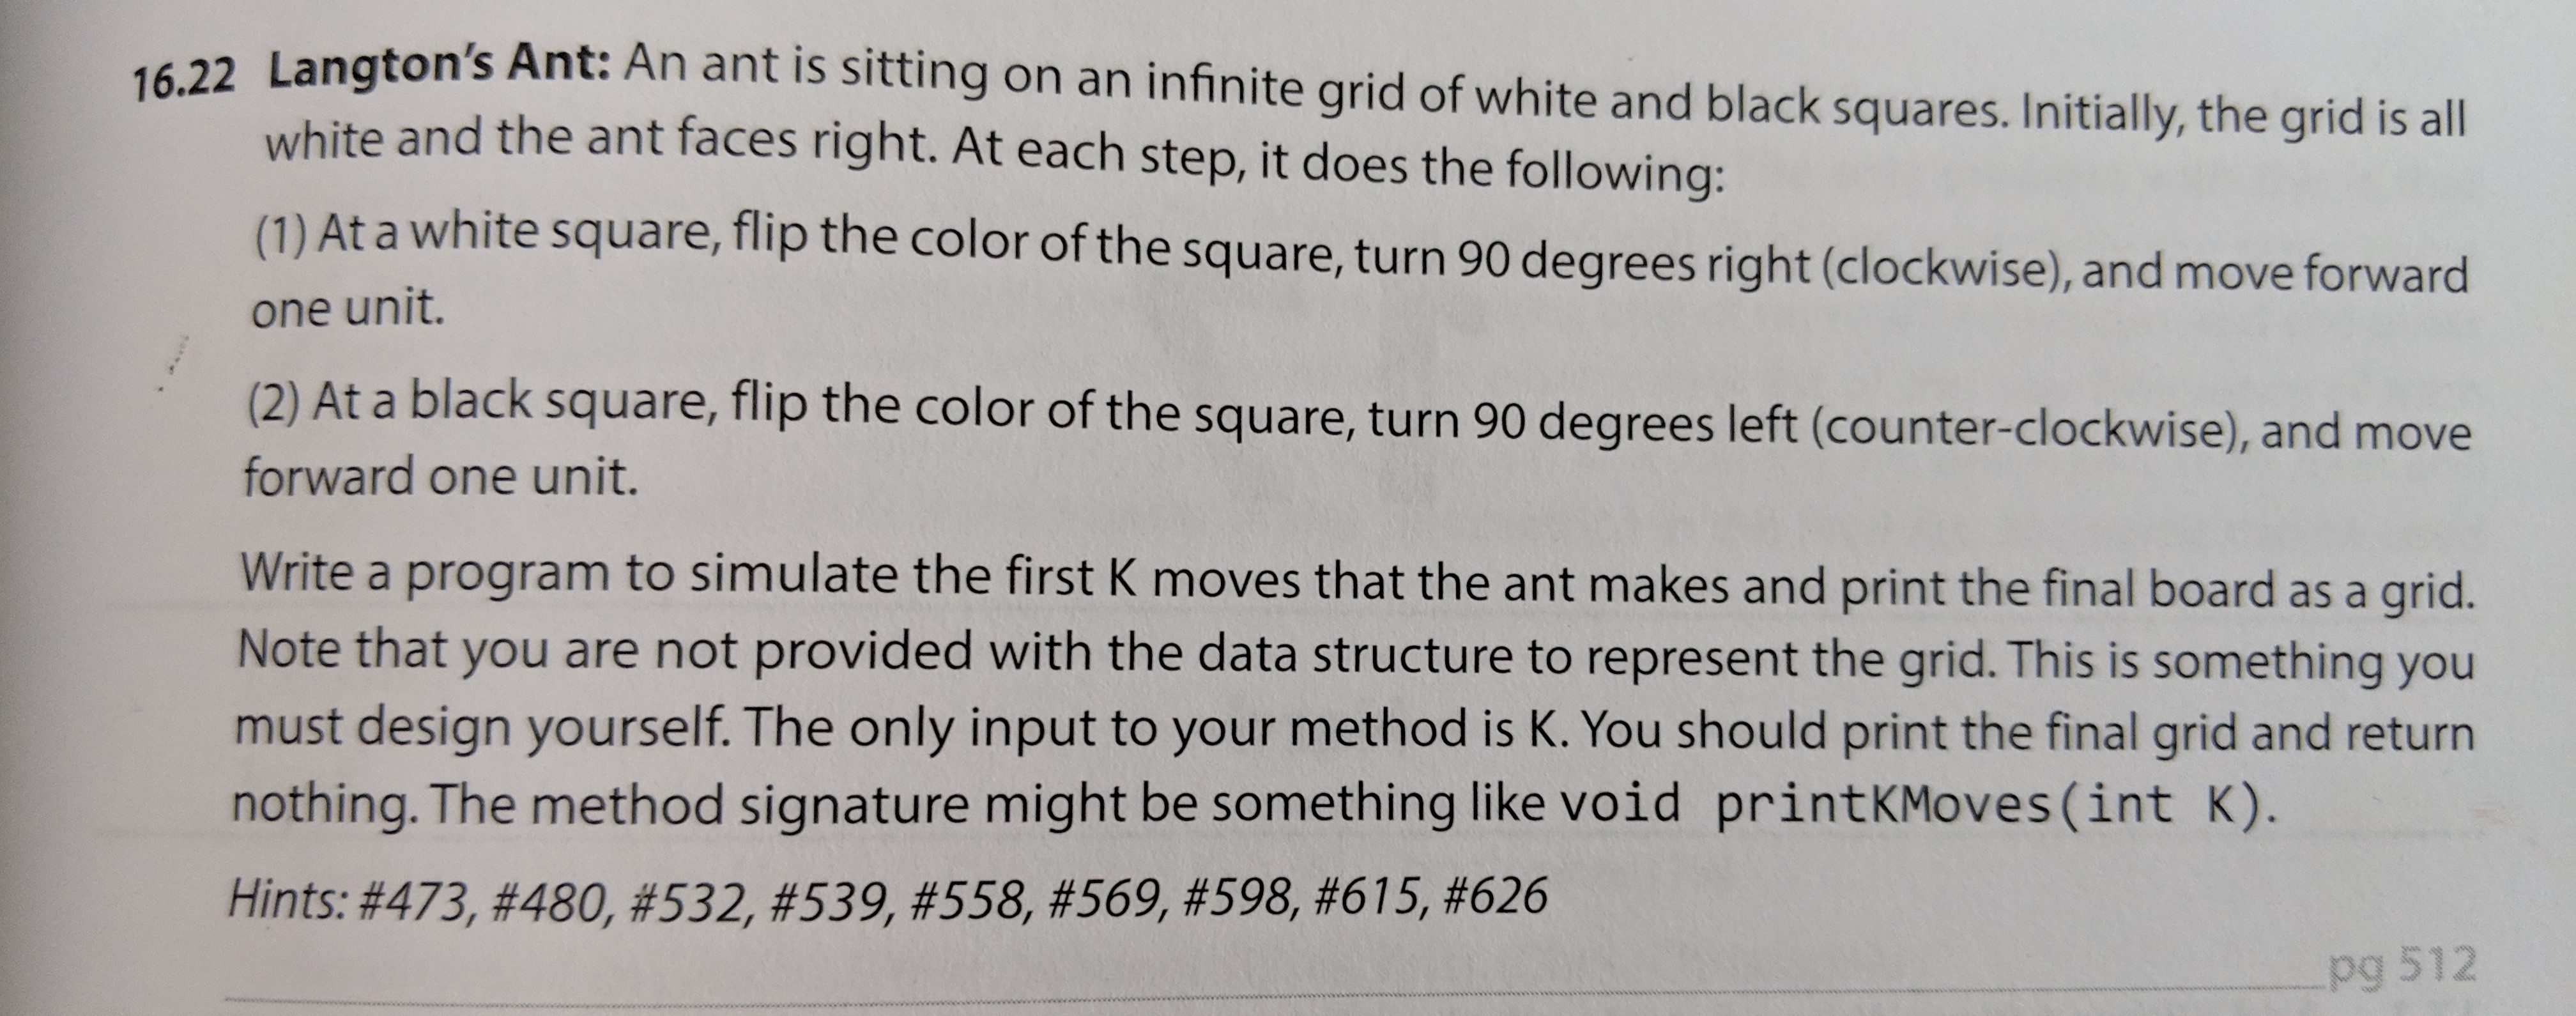 16.22 Langton's Ant: An ant is sitting on an infinite grid of white and black squares. Initially, the grid is all
white and the ant faces right. At each step, it does the following:
(1) At a white square, flip the color of the square, turn 90 degrees right (clockwise), and move forward
one unit.
(2) At a black square, flip the color of the square, turn 90 degrees left (counter-clockwise), and move
forward one unit.
Write a program to simulate the first K moves that the ant makes and print the final board as a grid.
Note that you are not provided with the data structure to represent the grid. This is something you
must design yourself. The only input to your method is K. You should print the final grid and return
nothing. The method signature might be something like void printKMoves(int K).
Hints: #473, #480, #532, #539, #558, #569, #598, #615, #626
pg 512